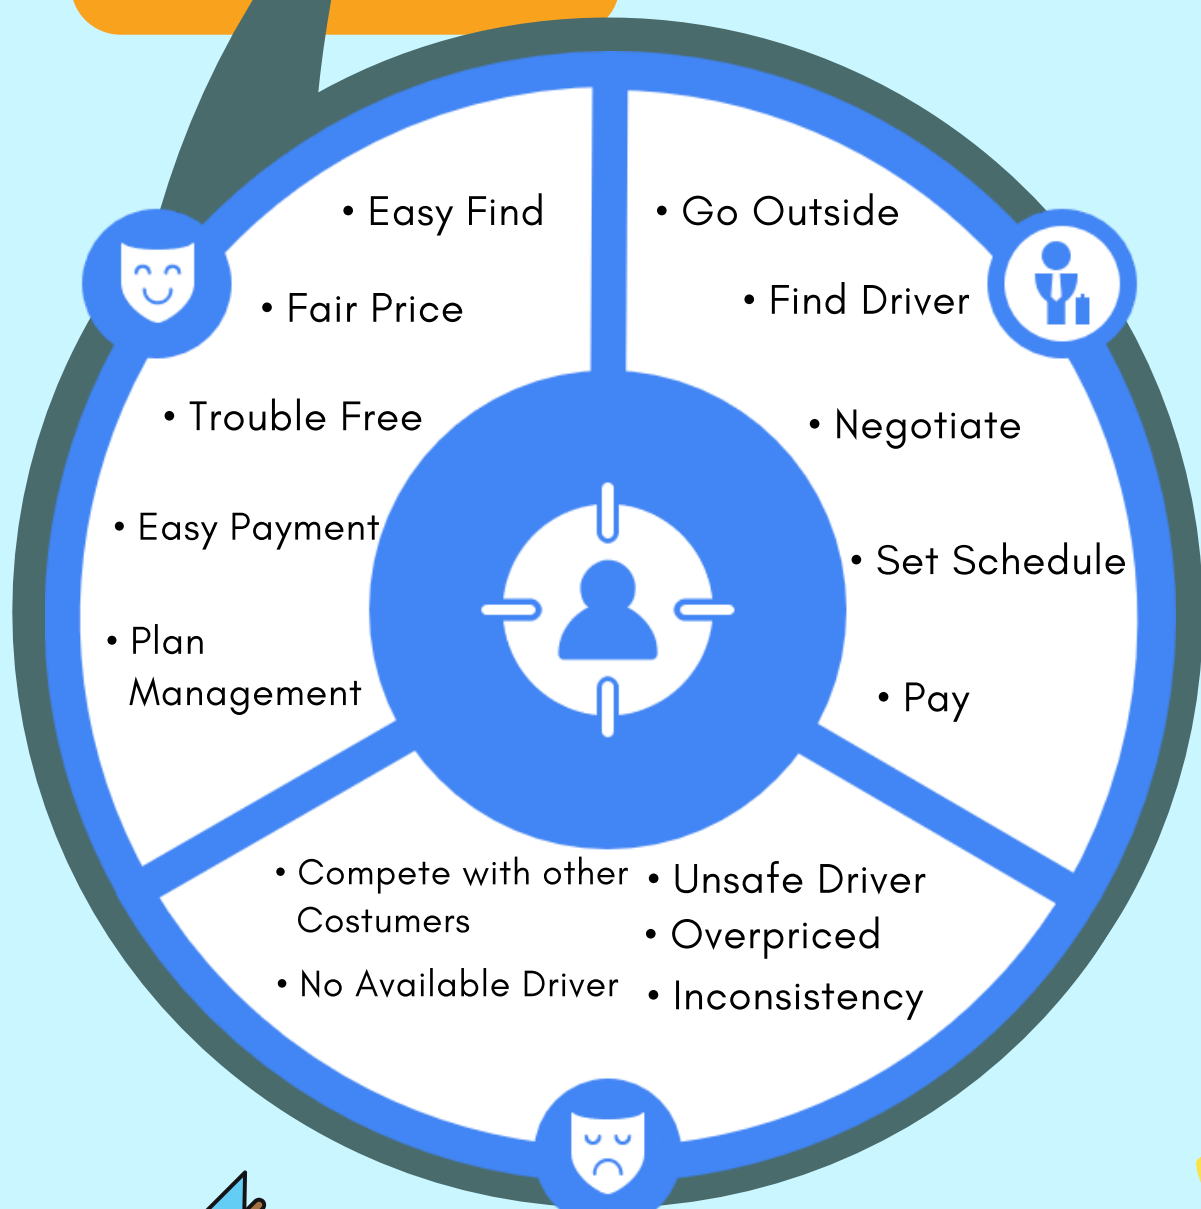 • Easy Find
• Fair Price
• Trouble Free
• Easy Payment
• Plan
Management
• Go Outside
• Find Driver
• Negotiate
• Set Schedule
• Pay
• Compete with other
Costumers
• No Available Driver
• Unsafe Driver
• Overpriced
• Inconsistency